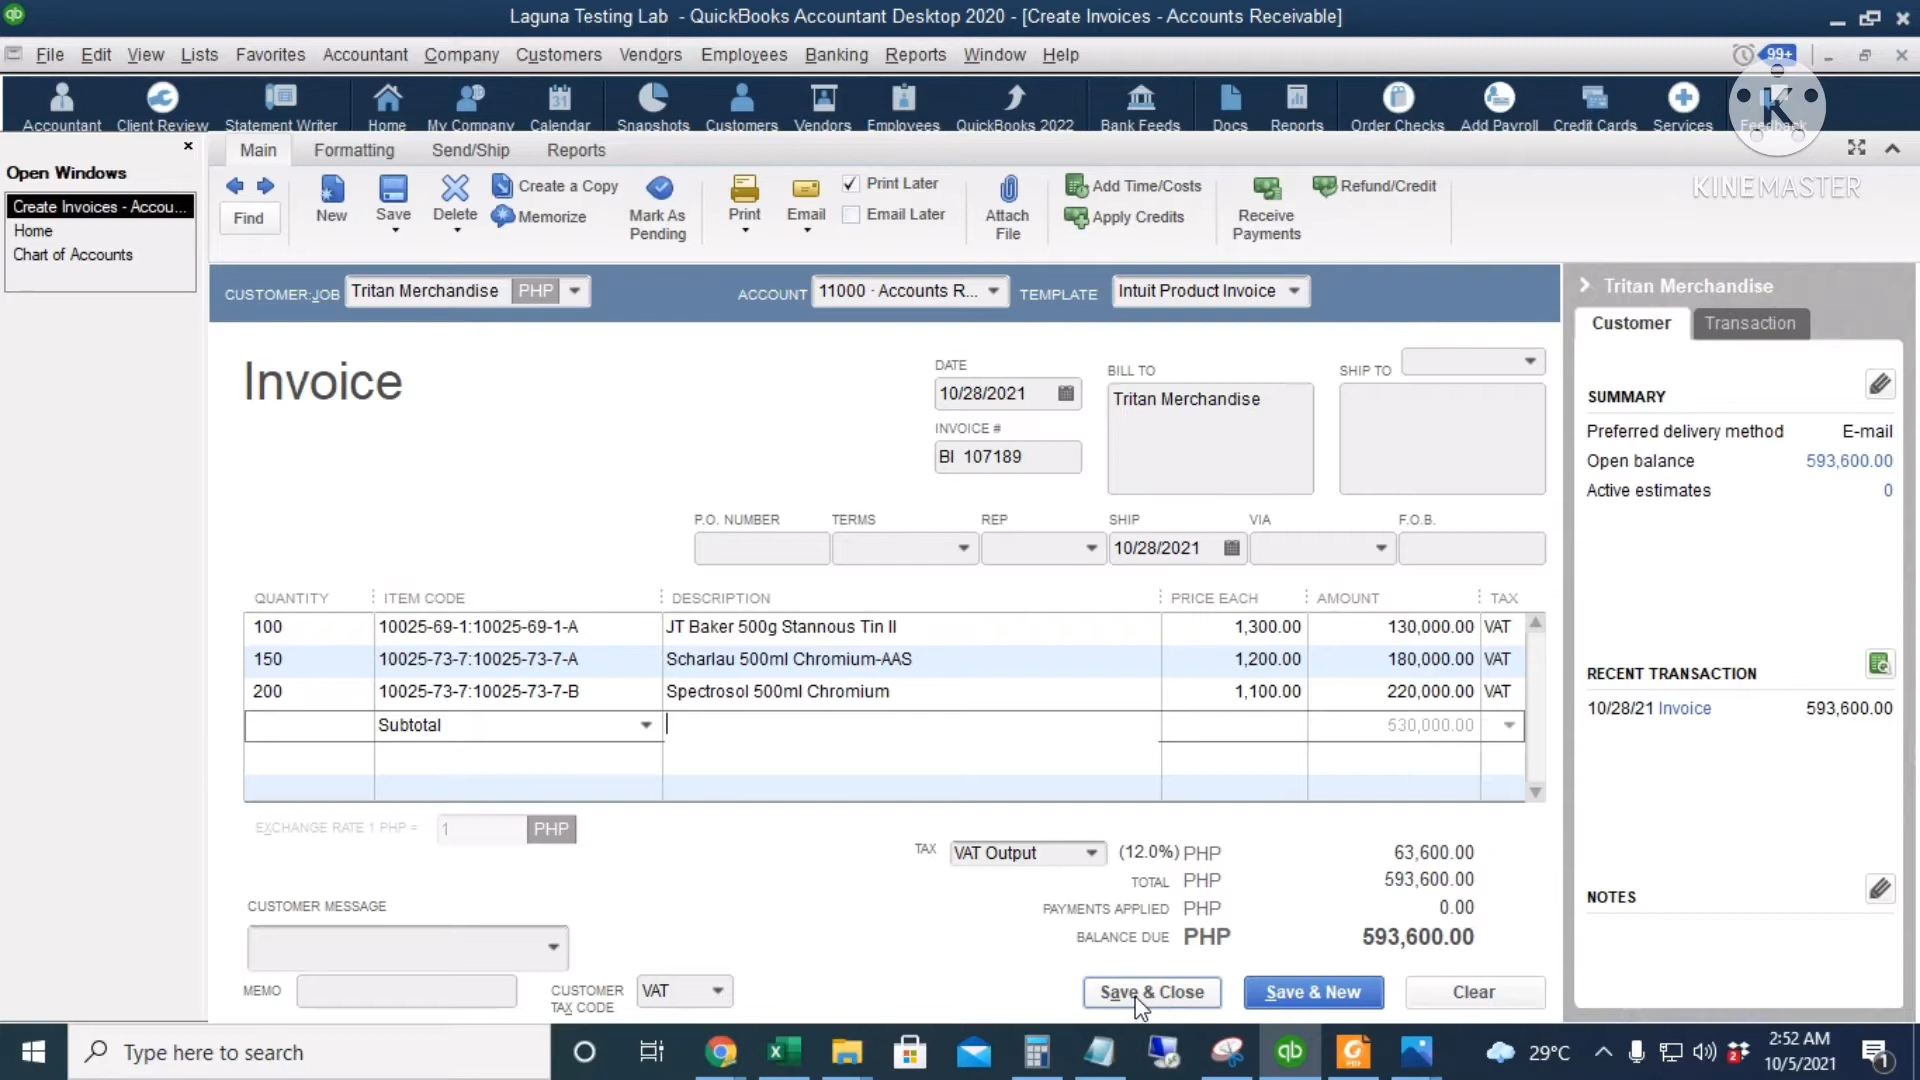 Laguna Testing Lab - QuickBooks Accountant Desktop 2020 - [Create Invoices - Accounts Receivable]
File Edit View Lists Favorites Accountant Company Customers Vendors Employees Banking Reports Window Help
99+
Accountant Client Review Statement Writer Home My Company Calendar Snapshots Customers Vendors Employees QuickBooks 2022 Bank Feeds Docs Reports Order Checks Add Payroll Credit Cards Services Feedback
K
KINEMASTER
Open Windows
Create Invoices - Accou...
Home
Chart of Accounts
Main Formatting Send/Ship Reports
Find
New
Save
Delete
Create a Copy
Memorize
Mark As
Pending
Print
Email
Print Later
Email Later
Attach
File
Add Time/Costs
Apply Credits
Receive
Payments
Refund/Credit
CUSTOMER:JOB Tritan Merchandise PHP ACCOUNT 11000 · Accounts R... TEMPLATE Intuit Product Invoice
Invoice
DATE
10/28/2021
INVOICE #
BI 107189
BILL TO
Tritan Merchandise
SHIP TO
P.O. NUMBER TERMS REP SHIP VIA F.O.B.
10/28/2021
QUANTITY ITEM CODE DESCRIPTION PRICE EACH AMOUNT TAX
100 10025-69-1:10025-69-1-A JT Baker 500g Stannous Tin II 1,300.00 130,000.00 VAT
150 10025-73-7:10025-73-7-A Scharlau 500ml Chromium-AAS 1,200.00 180,000.00 VAT
200 10025-73-7:10025-73-7-B Spectrosol 500ml Chromium 1,100.00 220,000.00 VAT
Subtotal 530,000.00
EXCHANGE RATE 1 PHP = 1 PHP
TAX VAT Output (12.0%) PHP 63,600.00
TOTAL PHP 593,600.00
PAYMENTS APPLIED PHP 0.00
BALANCE DUE PHP 593,600.00
CUSTOMER MESSAGE
MEMO
CUSTOMER
TAX CODE
VAT
Save & Close Save & New Clear
Tritan Merchandise
Customer Transaction
SUMMARY
Preferred delivery method E-mail
Open balance 593,600.00
Active estimates 0
RECENT TRANSACTION
10/28/21 Invoice 593,600.00
NOTES
Type here to search
qb
29°C
2
2:52 AM
10/5/2021
1